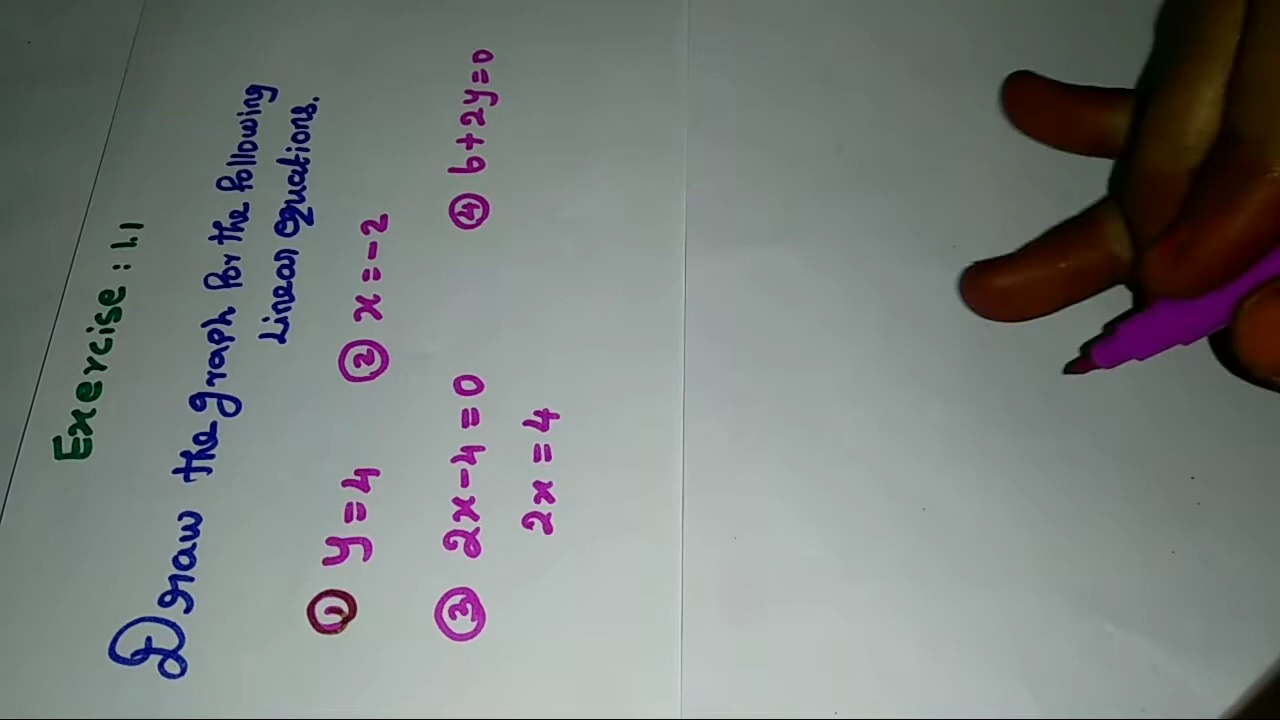 Exercise : 1.1
Draw the graph for the following
Linear equations.
① y = 4 ② x = -2
③ 2x - 4 = 0 ④ 6 + 2y = 0
2x = 4